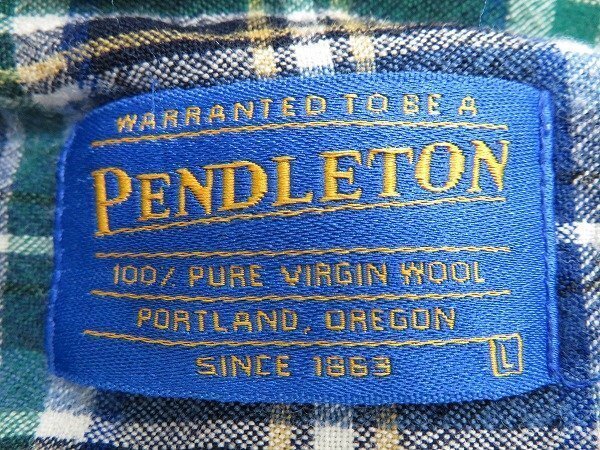 WARRANTED TO BE A
PENDLETON
100% PURE VIRGIN WOOL
PORTLAND, OREGON
SINCE 1863
L